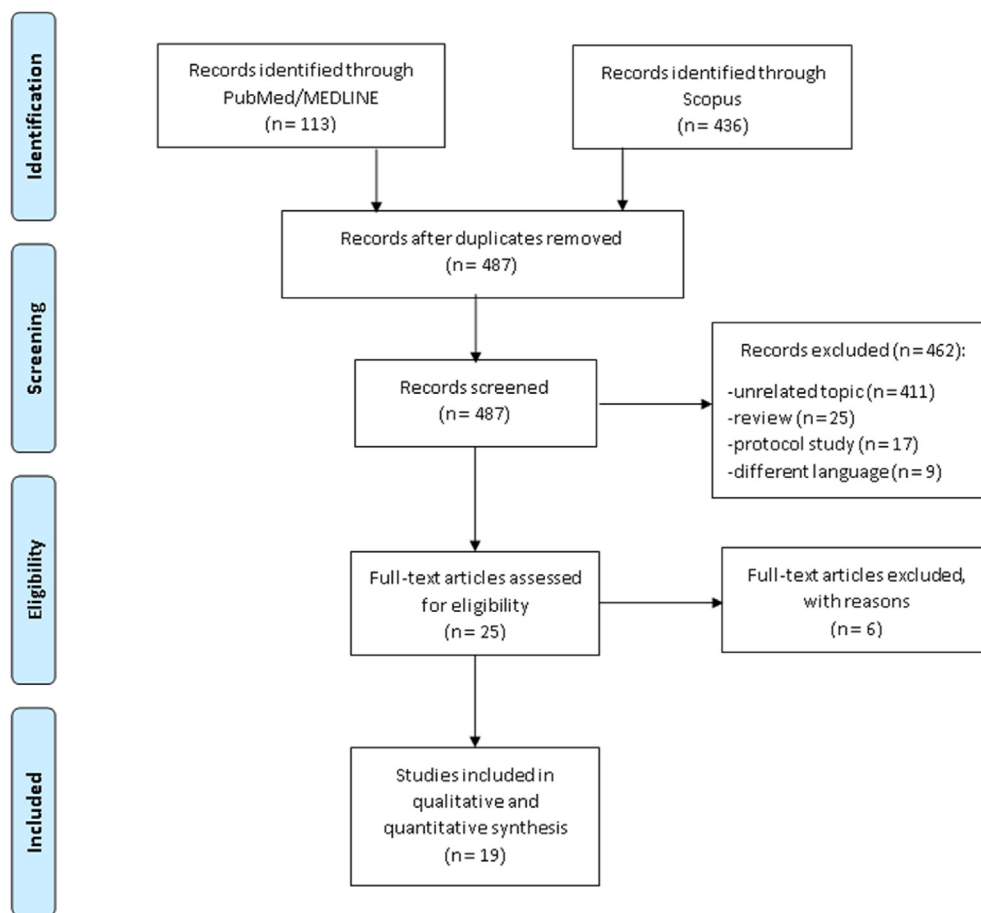 Identification
Records identified through
PubMed/MEDLINE
(n= 113)
Records identified through
Scopus
(n= 436)
Records after duplicates removed
(n= 487)
Screening
Records screened
(n= 487)
Records excluded (n=462):
-unrelated topic (n=411)
-review (n=25)
-protocol study (n= 17)
-different language (n= 9)
Eligibility
Full-text articles assessed
for eligibility
(n= 25)
Full-text articles excluded,
with reasons
(n= 6)
Included
Studies included in
qualitative and
quantitative synthesis
(n= 19)